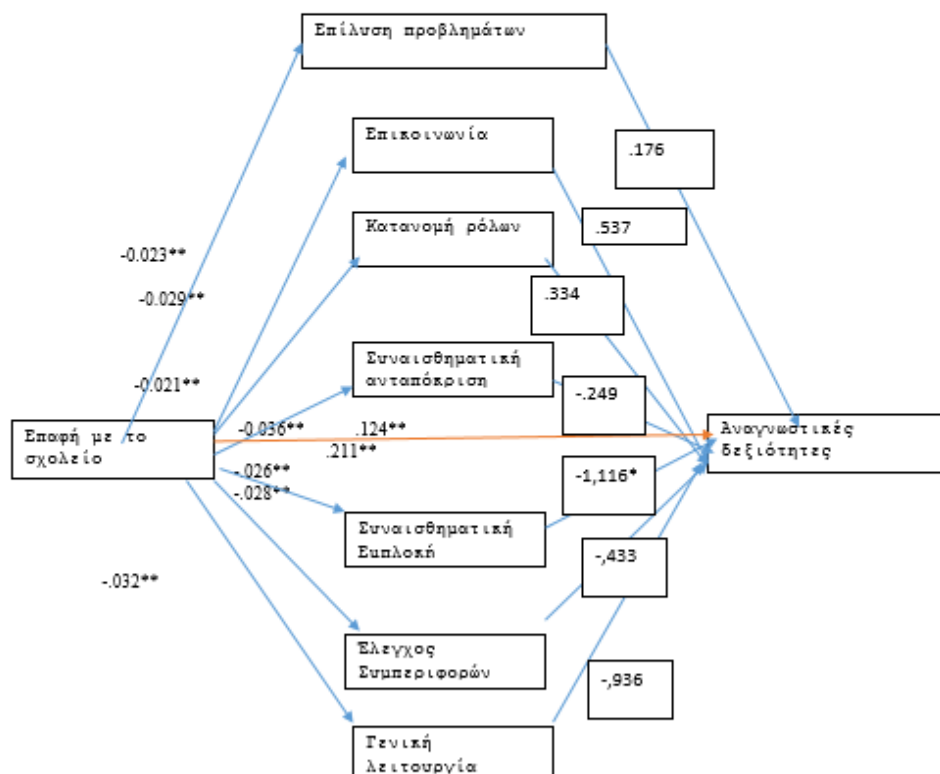 Επίλυση προβλημάτων
Επικοινωνία
.176
Κατανομή ρόλων
.537
-0.023**
.334
-0.029**
Συναισθηματική
ανταπόκριση
-0.021**
-.249
Επαφή με το
σχολείο
-0.036**
.124**
Αναγνωστικές
δεξιότητες
.211**
-.026**
-1,116*
-.028**
Συναισθηματική
Εμπλοκή
-,433
-.032**
Έλεγχος
Συμπεριφορών
-,936
Γενική
λειτουργία